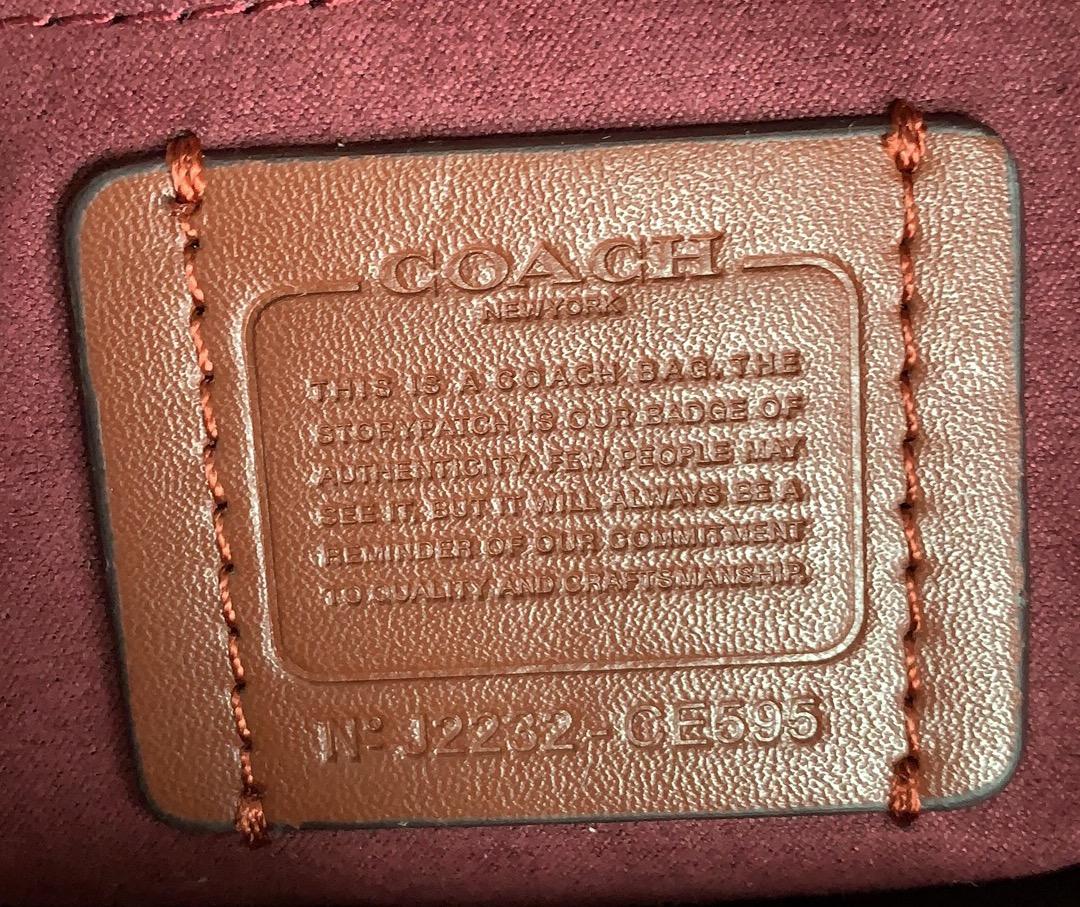 COACH
NEW YORK
THIS IS A COACH BAG. THE
STORYPATCH IS OUR BADGE OF
AUTHENTICITY. FEW PEOPLE MAY
SEE IT, BUT IT WILL ALWAYS BE A
REMINDER OF OUR COMMITMENT
TO QUALITY AND CRAFTSMANSHIP.
Nº J2232-CE595